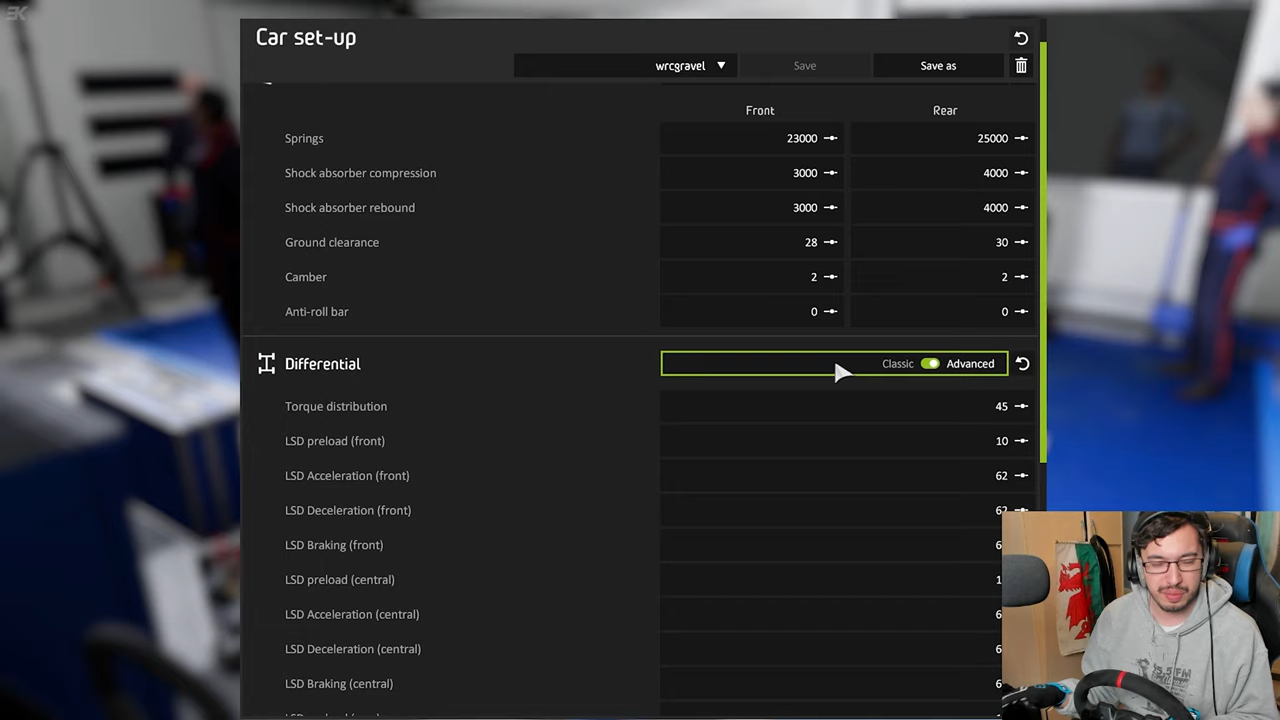 Car set-up
wrcgravel ▼ Save Save as
Front Rear
Springs 23000 25000
Shock absorber compression 3000 4000
Shock absorber rebound 3000 4000
Ground clearance 28 30
Camber 2 2
Anti-roll bar 0 0
Differential Classic Advanced
Torque distribution 45
LSD preload (front) 10
LSD Acceleration (front) 62
LSD Deceleration (front)
LSD Braking (front)
LSD preload (central)
LSD Acceleration (central)
LSD Deceleration (central)
LSD Braking (central)